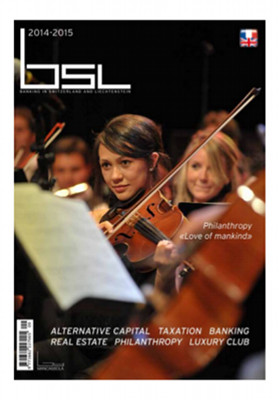 2014-2015
bsl
BANKING IN SWITZERLAND AND LIECHTENSTEIN
Philanthropy
«Love of mankind»
ALTERNATIVE CAPITAL TAXATION BANKING
REAL ESTATE PHILANTHROPY LUXURY CLUB